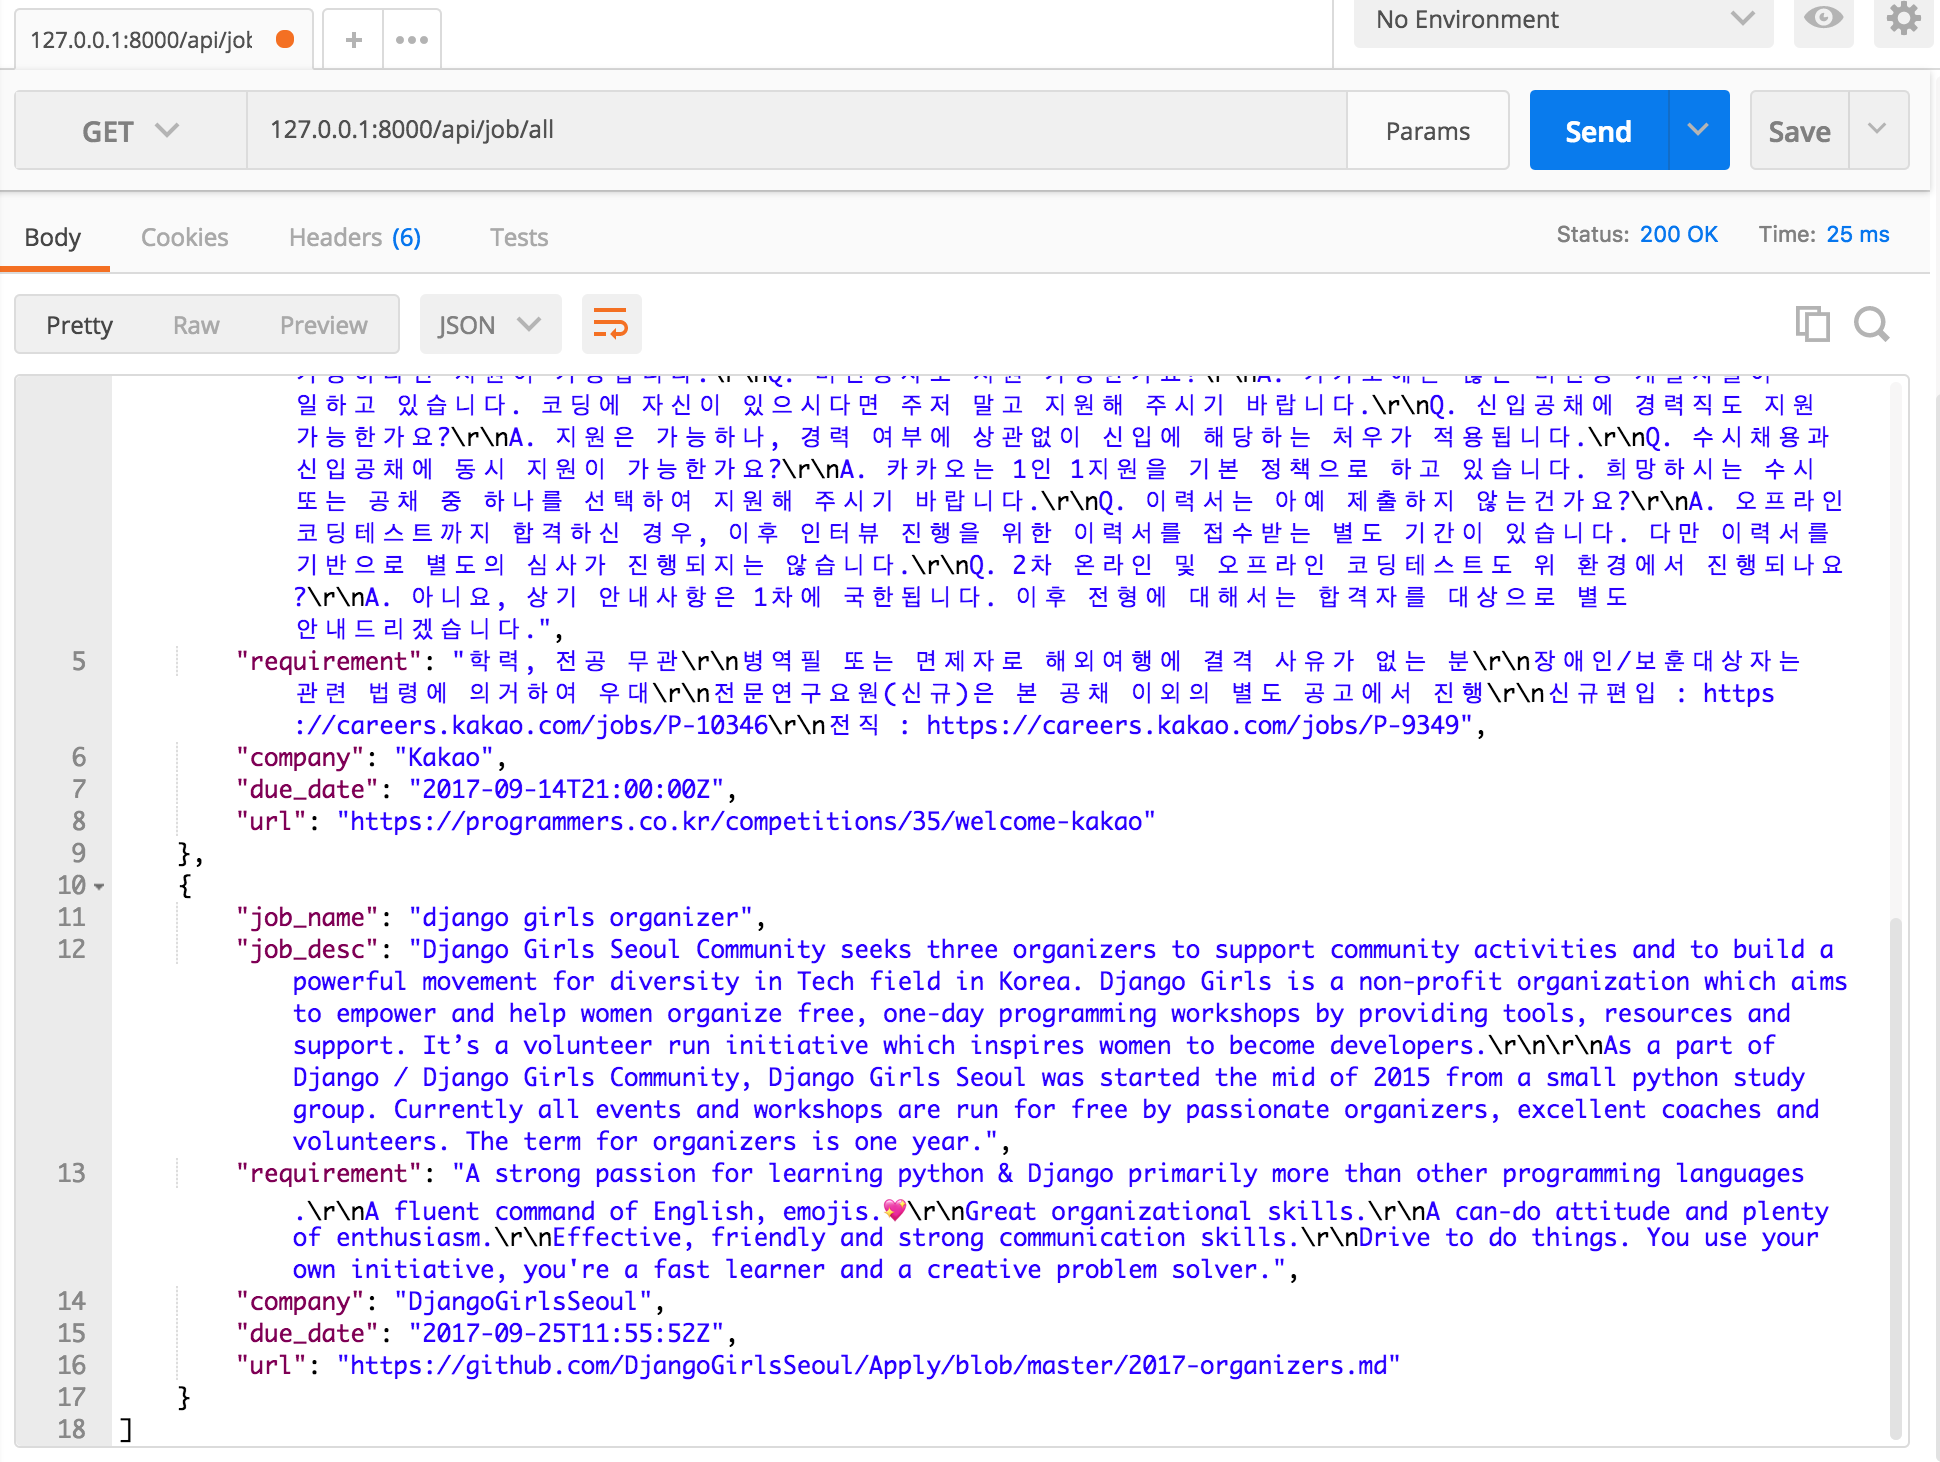 127.0.0.1:8000/api/job
No Environment
GET
127.0.0.1:8000/api/job/all
Params
Send
Save
Body
Cookies
Headers (6)
Tests
Status: 200 OK
Time: 25 ms
Pretty
Raw
Preview
JSON
일하고 있습니다. 코딩에 자신이 있으시다면 주저 말고 지원해 주시기 바랍니다.\r\nQ. 신입공채에 경력직도 지원
가능한가요?\r\nA. 지원은 가능하나, 경력 여부에 상관없이 신입에 해당하는 처우가 적용됩니다.\r\nQ. 수시채용과
신입공채에 동시 지원이 가능한가요?\r\nA. 카카오는 1인 1지원을 기본 정책으로 하고 있습니다. 희망하시는 수시
또는 공채 중 하나를 선택하여 지원해 주시기 바랍니다.\r\nQ. 이력서는 아예 제출하지 않는건가요?\r\nA. 오프라인
코딩테스트까지 합격하신 경우, 이후 인터뷰 진행을 위한 이력서를 접수받는 별도 기간이 있습니다. 다만 이력서를
기반으로 별도의 심사가 진행되지는 않습니다.\r\nQ. 2차 온라인 및 오프라인 코딩테스트도 위 환경에서 진행되나요
?\r\nA. 아니요, 상기 안내사항은 1차에 국한됩니다. 이후 전형에 대해서는 합격자를 대상으로 별도
안내드리겠습니다.",
5 "requirement": "학력, 전공 무관\r\n병역필 또는 면제자로 해외여행에 결격 사유가 없는 분\r\n장애인/보훈대상자는
관련 법령에 의거하여 우대\r\n전문연구요원(신규)은 본 공채 이외의 별도 공고에서 진행\r\n신규편입 : https
://careers.kakao.com/jobs/P-10346\r\n전직 : https://careers.kakao.com/jobs/P-9349",
6 "company": "Kakao",
7 "due_date": "2017-09-14T21:00:00Z",
8 "url": "https://programmers.co.kr/competitions/35/welcome-kakao"
9 },
10 {
11 "job_name": "django girls organizer",
12 "job_desc": "Django Girls Seoul Community seeks three organizers to support community activities and to build a
powerful movement for diversity in Tech field in Korea. Django Girls is a non-profit organization which aims
to empower and help women organize free, one-day programming workshops by providing tools, resources and
support. It’s a volunteer run initiative which inspires women to become developers.\r\n\r\nAs a part of
Django / Django Girls Community, Django Girls Seoul was started the mid of 2015 from a small python study
group. Currently all events and workshops are run for free by passionate organizers, excellent coaches and
volunteers. The term for organizers is one year.",
13 "requirement": "A strong passion for learning python & Django primarily more than other programming languages
.\r\nA fluent command of English, emojis.💖\r\nGreat organizational skills.\r\nA can-do attitude and plenty
of enthusiasm.\r\nEffective, friendly and strong communication skills.\r\nDrive to do things. You use your
own initiative, you're a fast learner and a creative problem solver.",
14 "company": "DjangoGirlsSeoul",
15 "due_date": "2017-09-25T11:55:52Z",
16 "url": "https://github.com/DjangoGirlsSeoul/Apply/blob/master/2017-organizers.md"
17 }
18 ]